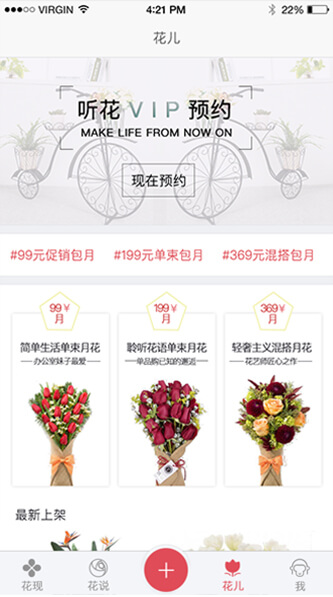 VIRGIN 4:21 PM 22%
花儿
听花 VIP 预约
MAKE LIFE FROM NOW ON
现在预约
#99元促销包月 #199元单束包月 #369元混搭包月
99¥
月
199¥
月
369¥
月
简单生活单束月花
办公室妹子最爱
聆听花语单束月花
单品购已知的邂逅
轻奢主义混搭月花
花艺师匠心之作
最新上架
花现 花说 花儿 我